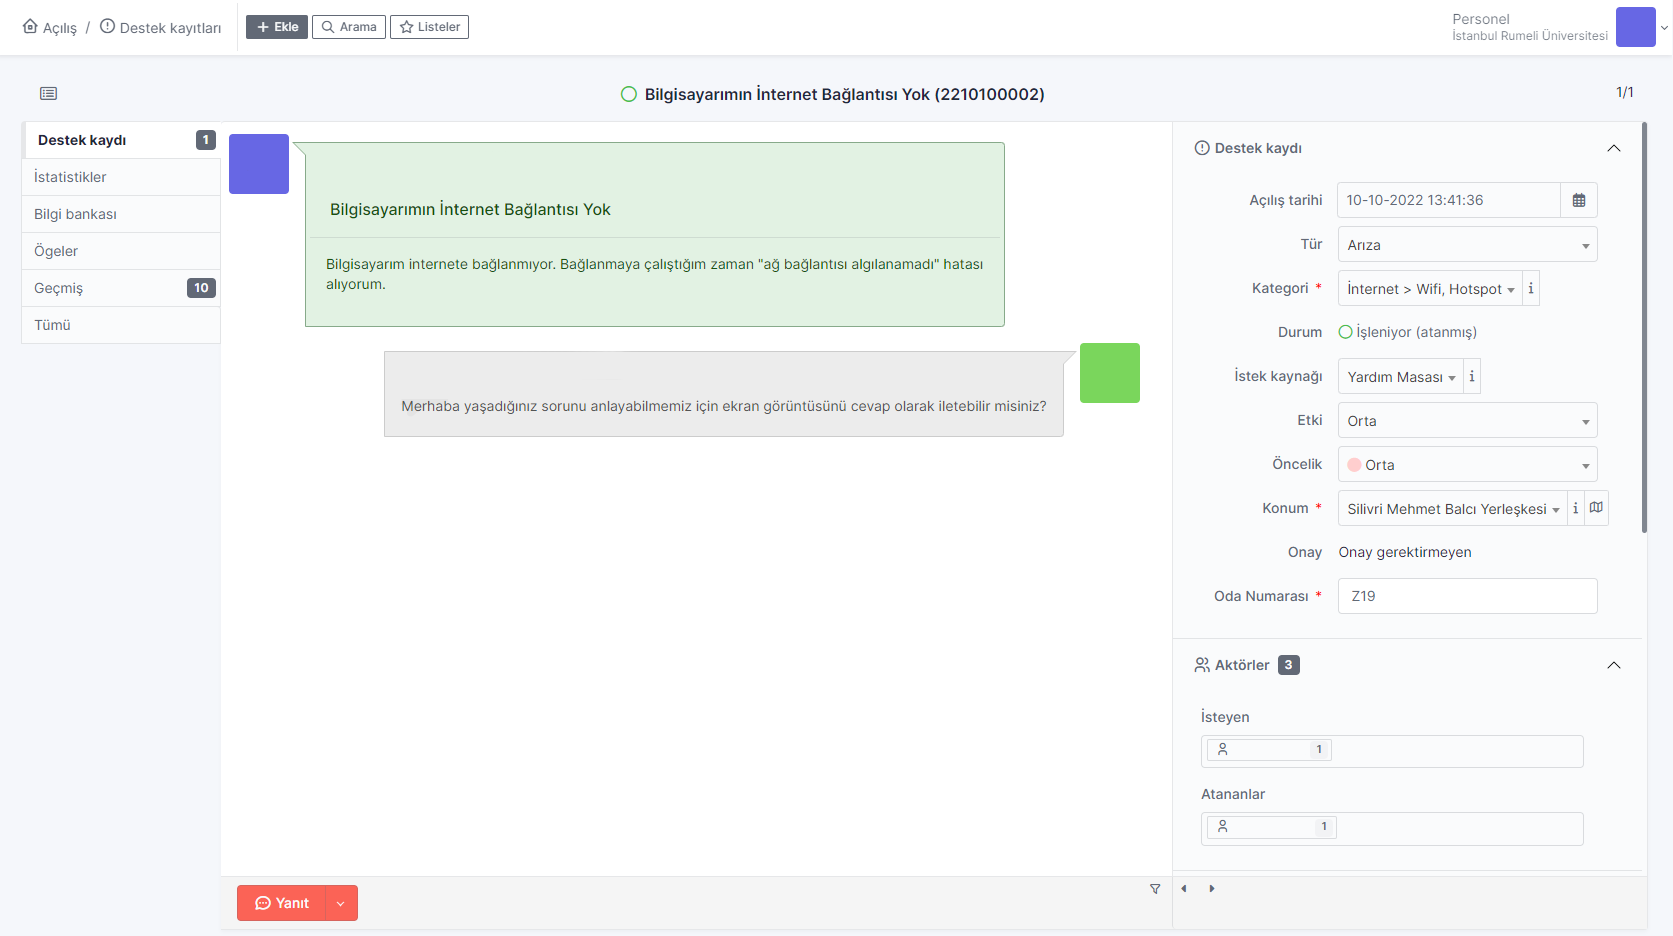 Açılış / Destek kayıtları
Ekle
Arama
Listeler
Personel
İstanbul Rumeli Üniversitesi
Bilgisayarımın İnternet Bağlantısı Yok (2210100002)
1/1
Destek kaydı 1
İstatistikler
Bilgi bankası
Ögeler
Geçmiş 10
Tümü
Bilgisayarımın İnternet Bağlantısı Yok
Bilgisayarım internete bağlanmıyor. Bağlanmaya çalıştığım zaman "ağ bağlantısı algılanamadı" hatası
alıyorum.
Merhaba yaşadığınız sorunu anlayabilmemiz için ekran görüntüsünü cevap olarak iletebilir misiniz?
Destek kaydı
Açılış tarihi 10-10-2022 13:41:36
Tür Arıza
Kategori * İnternet > Wifi, Hotspot i
Durum İşleniyor (atanmış)
İstek kaynağı Yardım Masası i
Etki Orta
Öncelik Orta
Konum * Silivri Mehmet Balcı Yerleşkesi i
Onay Onay gerektirmeyen
Oda Numarası * Z19
Aktörler 3
İsteyen
1
Atananlar
1
Yanıt